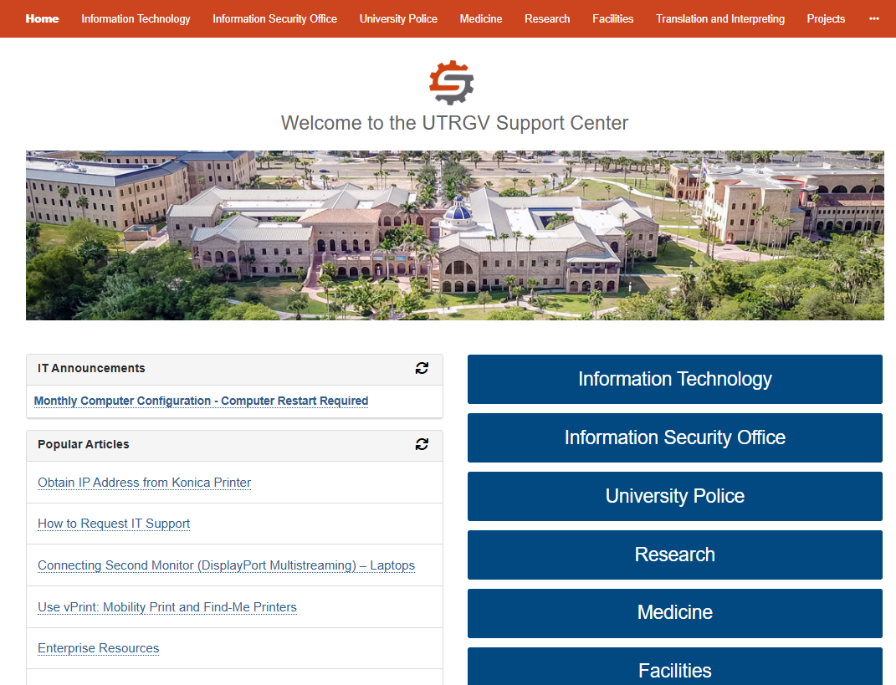 Home Information Technology Information Security Office University Police Medicine Research Facilities Translation and Interpreting Projects ...
Welcome to the UTRGV Support Center
IT Announcements
Monthly Computer Configuration - Computer Restart Required
Popular Articles
Obtain IP Address from Konica Printer
How to Request IT Support
Connecting Second Monitor (DisplayPort Multistreaming) – Laptops
Use vPrint: Mobility Print and Find-Me Printers
Enterprise Resources
Information Technology
Information Security Office
University Police
Research
Medicine
Facilities